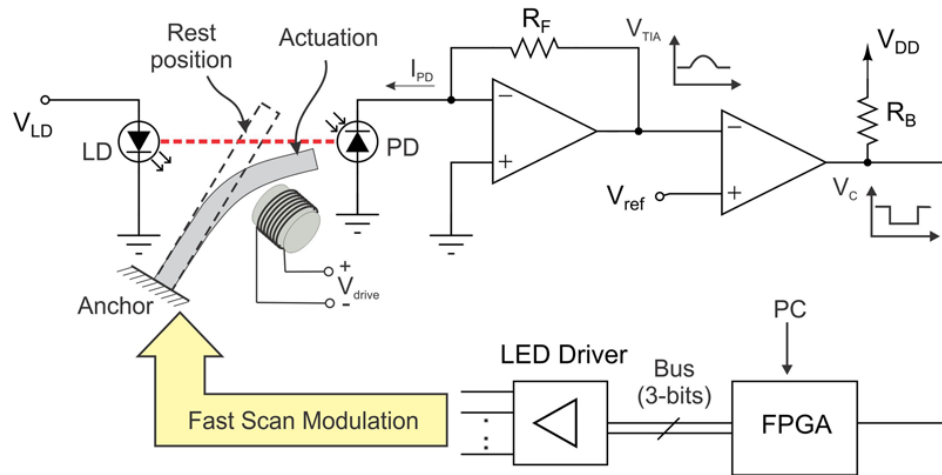 Rest
position
Actuation
V_LD
LD
PD
I_PD
R_F
V_TIA
V_DD
R_B
V_ref
V_C
−
+
−
+
+
V_drive
-
Anchor
Fast Scan Modulation
LED Driver
Bus
(3-bits)
PC
FPGA